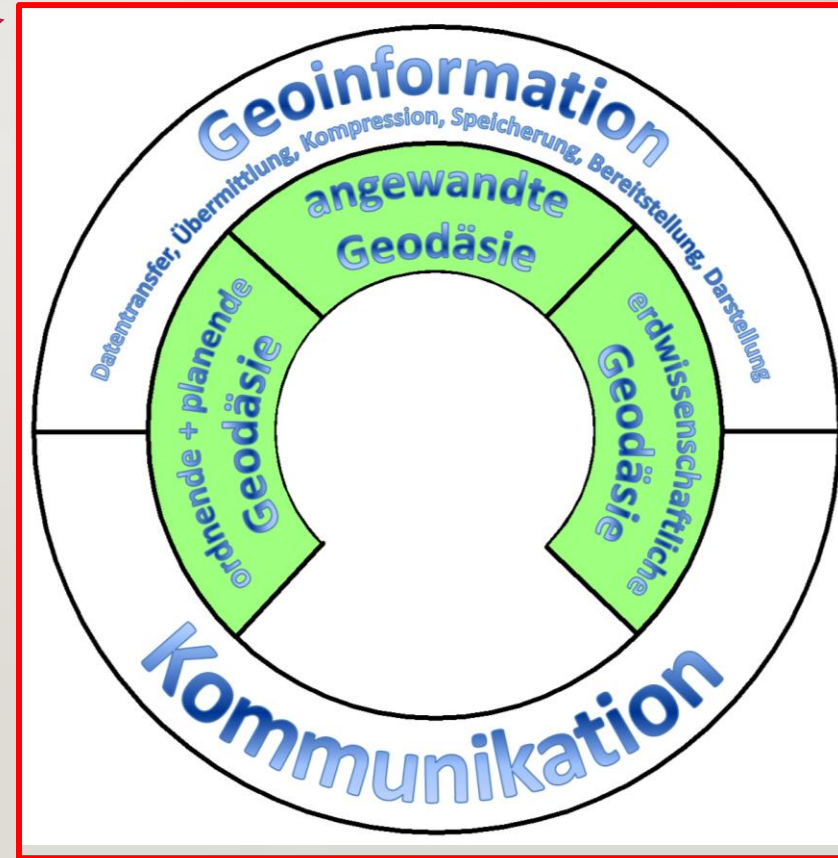 Geoinformation
Datentransfer, Übermittlung, Kompression, Speicherung, Bereitstellung, Darstellung
angewandte
Geodäsie
ordnende + planende
Geodäsie
erdwissenschaftliche
Geodäsie
Kommunikation